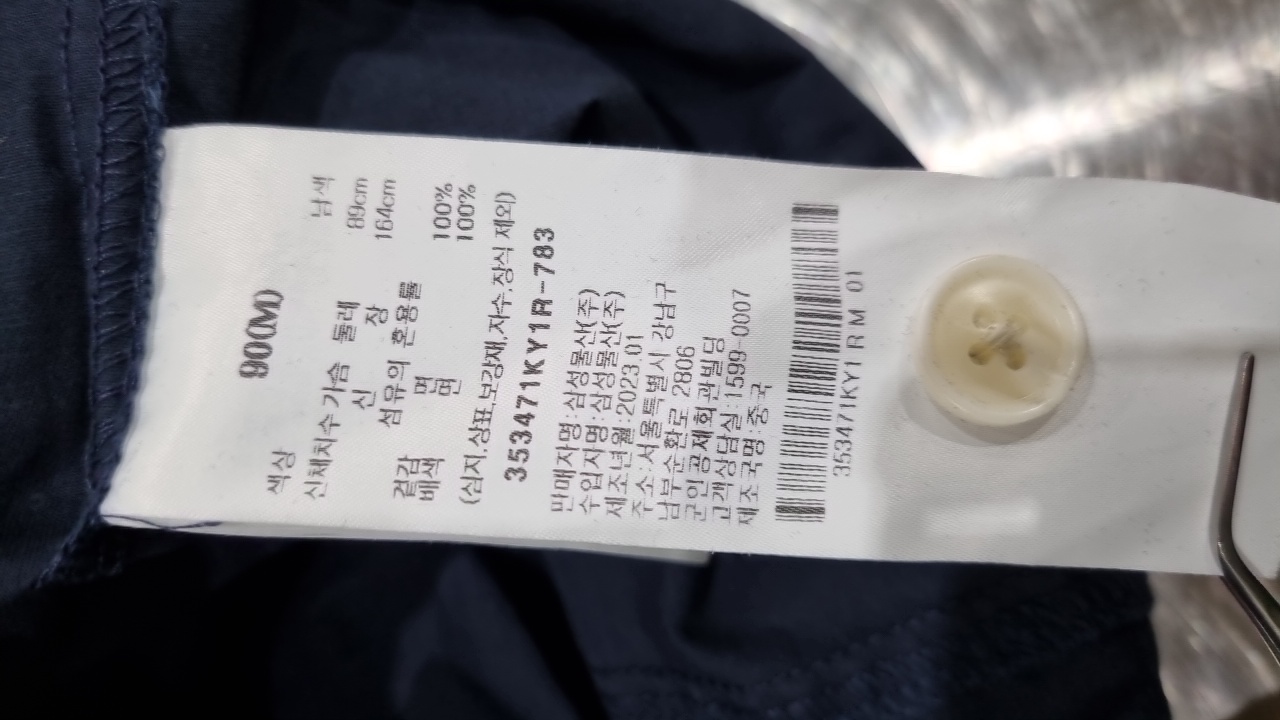 90(M)
색상 남색
신체치수 가슴 둘레 89cm
신 장 164cm
섬유의 혼용률
겉감 면 100%
배색 면 100%
(심지,상표,보강재,자수,장식 제외)
353471KY1R-783
판매자명:삼성물산(주)
수입자명:삼성물산(주)
제조년월:2023.01
주소:서울특별시 강남구
남부순환로 2806
군인공제회관빌딩
고객상담실:1599-0007
제조국명:중국
353471KY1 R M 01